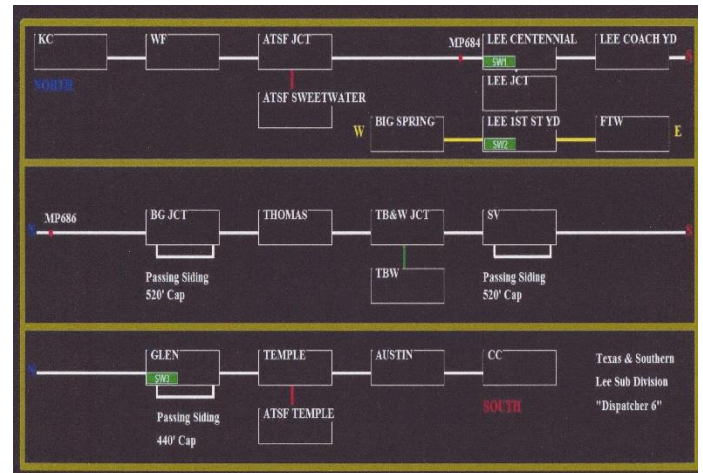 KC
WF
ATSF JCT
MP684
LEE CENTENNIAL
LEE COACH YD
SW1
S
NORTH
LEE JCT
ATSF SWEETWATER
W
BIG SPRING
LEE 1ST ST YD
FTW
E
SW2
N
MP686
BG JCT
THOMAS
TB&W JCT
SV
S
Passing Siding
520' Cap
TBW
Passing Siding
520' Cap
N
GLEN
TEMPLE
AUSTIN
CC
SW3
Texas & Southern
Lee Sub Division
"Dispatcher 6"
SOUTH
Passing Siding
440' Cap
ATSF TEMPLE